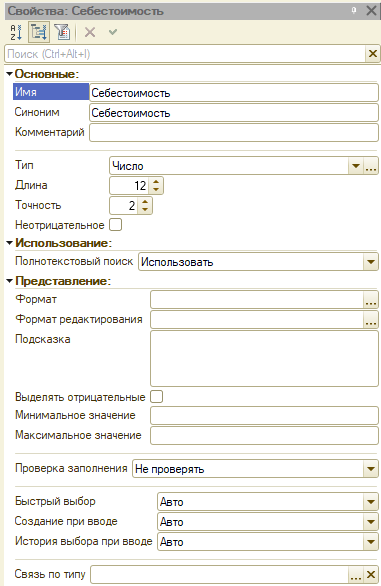 Свойства: Себестоимость
Поиск (Ctrl+Alt+I)
Основные:
Имя Себестоимость
Синоним Себестоимость
Комментарий
Тип Число
Длина 12
Точность 2
Неотрицательное
Использование:
Полнотекстовый поиск Использовать
Представление:
Формат
Формат редактирования
Подсказка
Выделять отрицательные
Минимальное значение
Максимальное значение
Проверка заполнения Не проверять
Быстрый выбор Авто
Создание при вводе Авто
История выбора при вводе Авто
Связь по типу